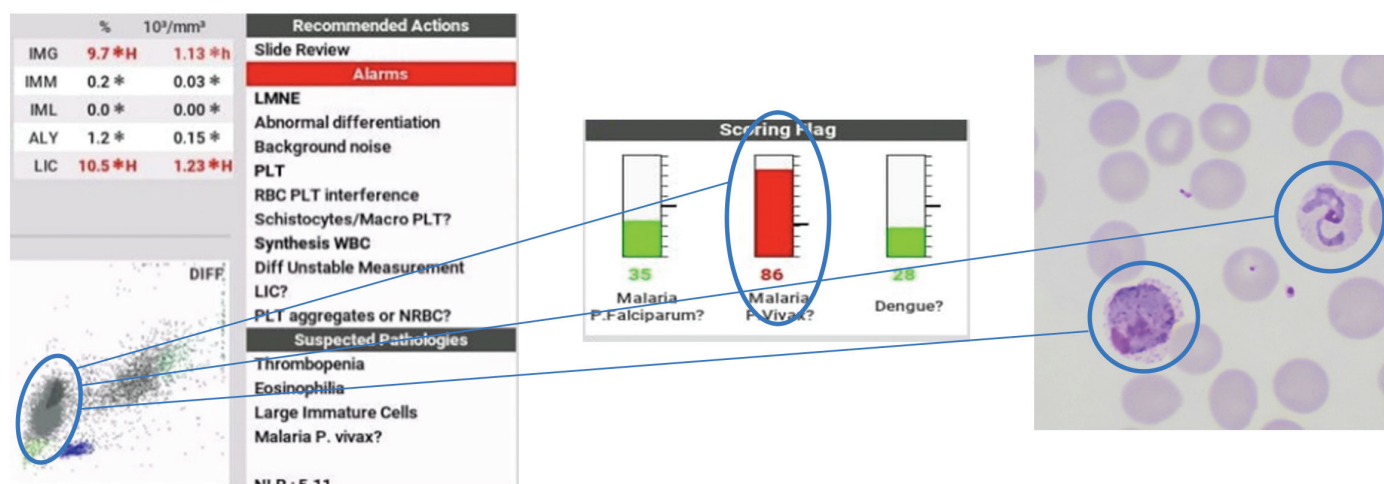 % 10³/mm³
IMG 9.7 *H 1.13 *h
IMM 0.2 * 0.03 *
IML 0.0 * 0.00 *
ALY 1.2 * 0.15 *
LIC 10.5 *H 1.23 *H
DIFF
Recommended Actions
Slide Review
Alarms
LMNE
Abnormal differentiation
Background noise
PLT
RBC PLT interference
Schistocytes/Macro PLT?
Synthesis WBC
Diff Unstable Measurement
LIC?
PLT aggregates or NRBC?
Suspected Pathologies
Thrombopenia
Eosinophilia
Large Immature Cells
Malaria P. vivax?
Scoring Flag
35
Malaria
P.Falciparum?
86
Malaria
P.Vivax?
28
Dengue?